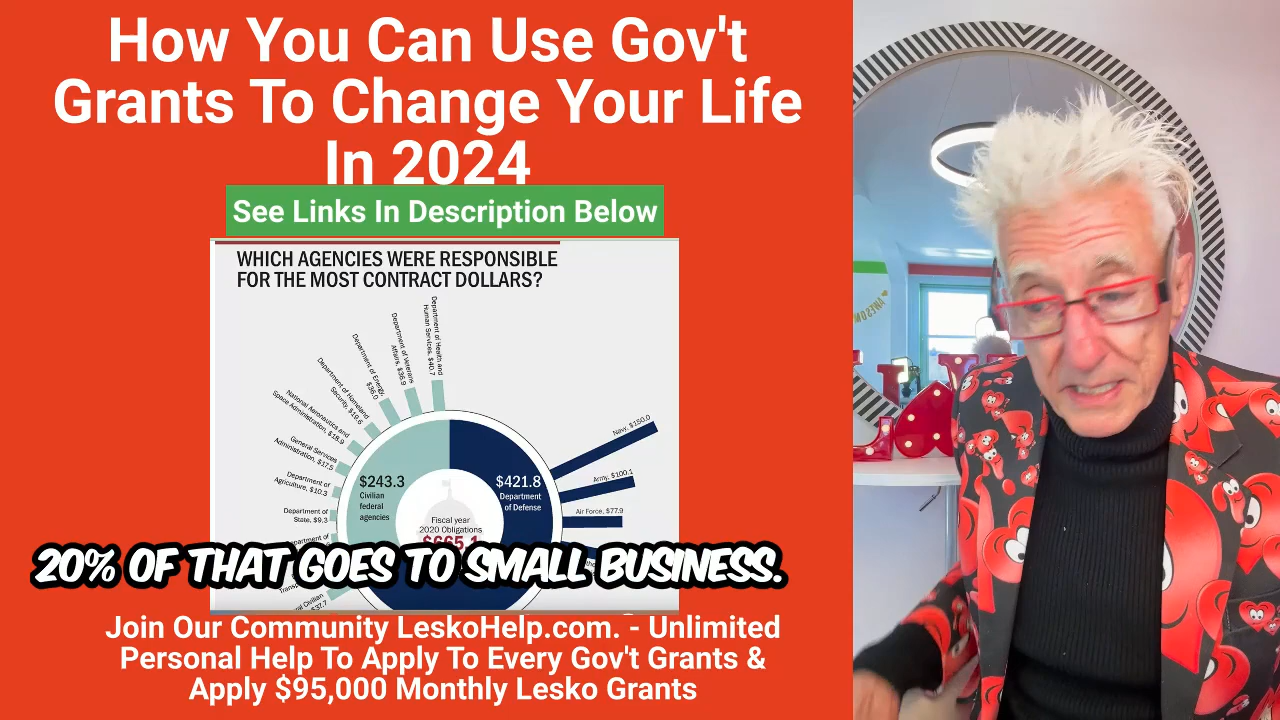 How You Can Use Gov't
Grants To Change Your Life
In 2024
See Links In Description Below
WHICH AGENCIES WERE RESPONSIBLE
FOR THE MOST CONTRACT DOLLARS?
Department of Health and
Human Services, $40.7
Department of Veterans
Affairs, $36.9
Department of Energy,
$36.0
Department of Homeland
Security, $19.6
National Aeronautics and
Space Administration, $18.9
General Services
Administration, $17.5
Department of
Agriculture, $10.3
Department of
State, $9.3
Navy, $150.0
Army, $100.1
Air Force, $77.9
$243.3
Civilian
federal
agencies
$421.8
Department
of Defense
Fiscal year
2020 Obligations
$665.1
20% OF THAT GOES TO SMALL BUSINESS.
Join Our Community LeskoHelp.com. - Unlimited
Personal Help To Apply To Every Gov't Grants &
Apply $95,000 Monthly Lesko Grants
AWESOME